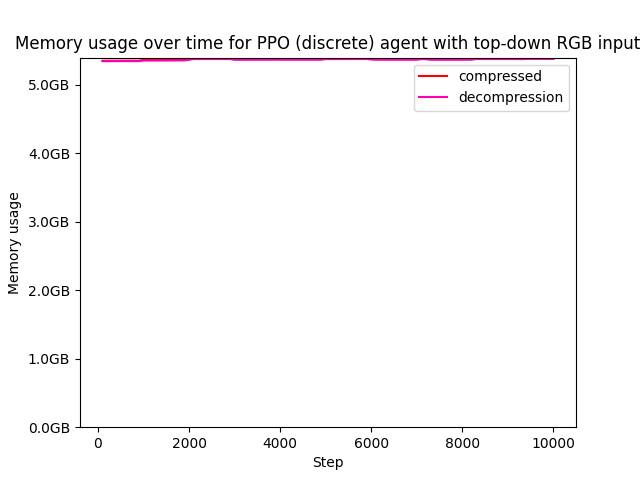 Memory usage over time for PPO (discrete) agent with top-down RGB input
compressed
decompression
5.0GB
4.0GB
3.0GB
2.0GB
1.0GB
0.0GB
Memory usage
0 2000 4000 6000 8000 10000
Step